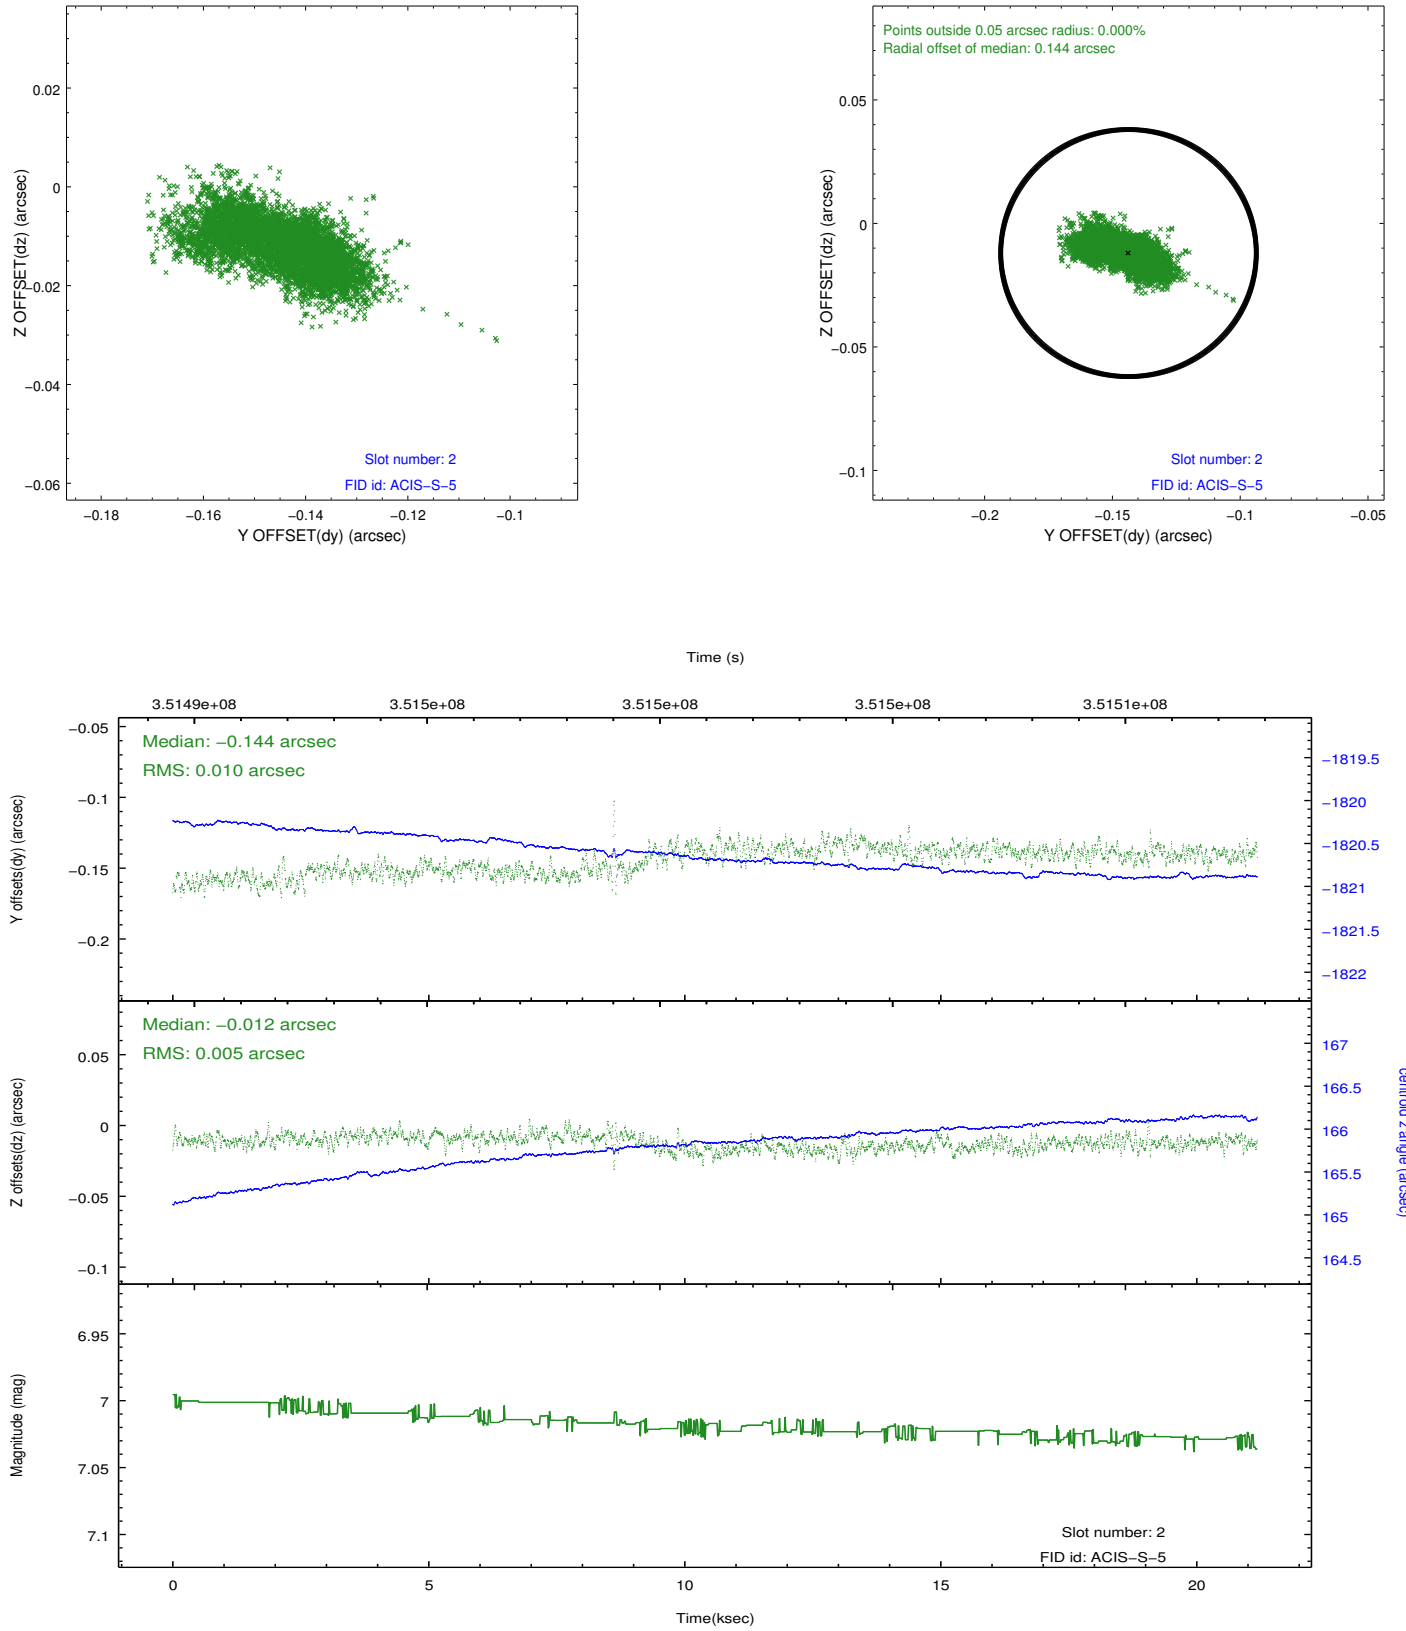 0.02
0
−0.02
−0.04
−0.06
Z OFFSET(dz) (arcsec)
Slot number: 2
FID id: ACIS−S−5
−0.18
−0.16
−0.14
−0.12
−0.1
Y OFFSET(dy) (arcsec)
Points outside 0.05 arcsec radius: 0.000%
Radial offset of median: 0.144 arcsec
0.05
0
−0.05
−0.1
Z OFFSET(dz) (arcsec)
Slot number: 2
FID id: ACIS−S−5
−0.2
−0.15
−0.1
−0.05
Y OFFSET(dy) (arcsec)
Time (s)
3.5149e+08
3.515e+08
3.515e+08
3.515e+08
3.5151e+08
Median: −0.144 arcsec
RMS: 0.010 arcsec
−0.05
−0.1
−0.15
−0.2
Y offsets(dy) (arcsec)
−1819.5
−1820
−1820.5
−1821
−1821.5
−1822
Median: −0.012 arcsec
RMS: 0.005 arcsec
0.05
0
−0.05
−0.1
Z offsets(dz) (arcsec)
167
166.5
166
165.5
165
164.5
centroid z angle (arcsec)
6.95
7
7.05
7.1
Magnitude (mag)
Slot number: 2
FID id: ACIS−S−5
0
5
10
15
20
Time(ksec)